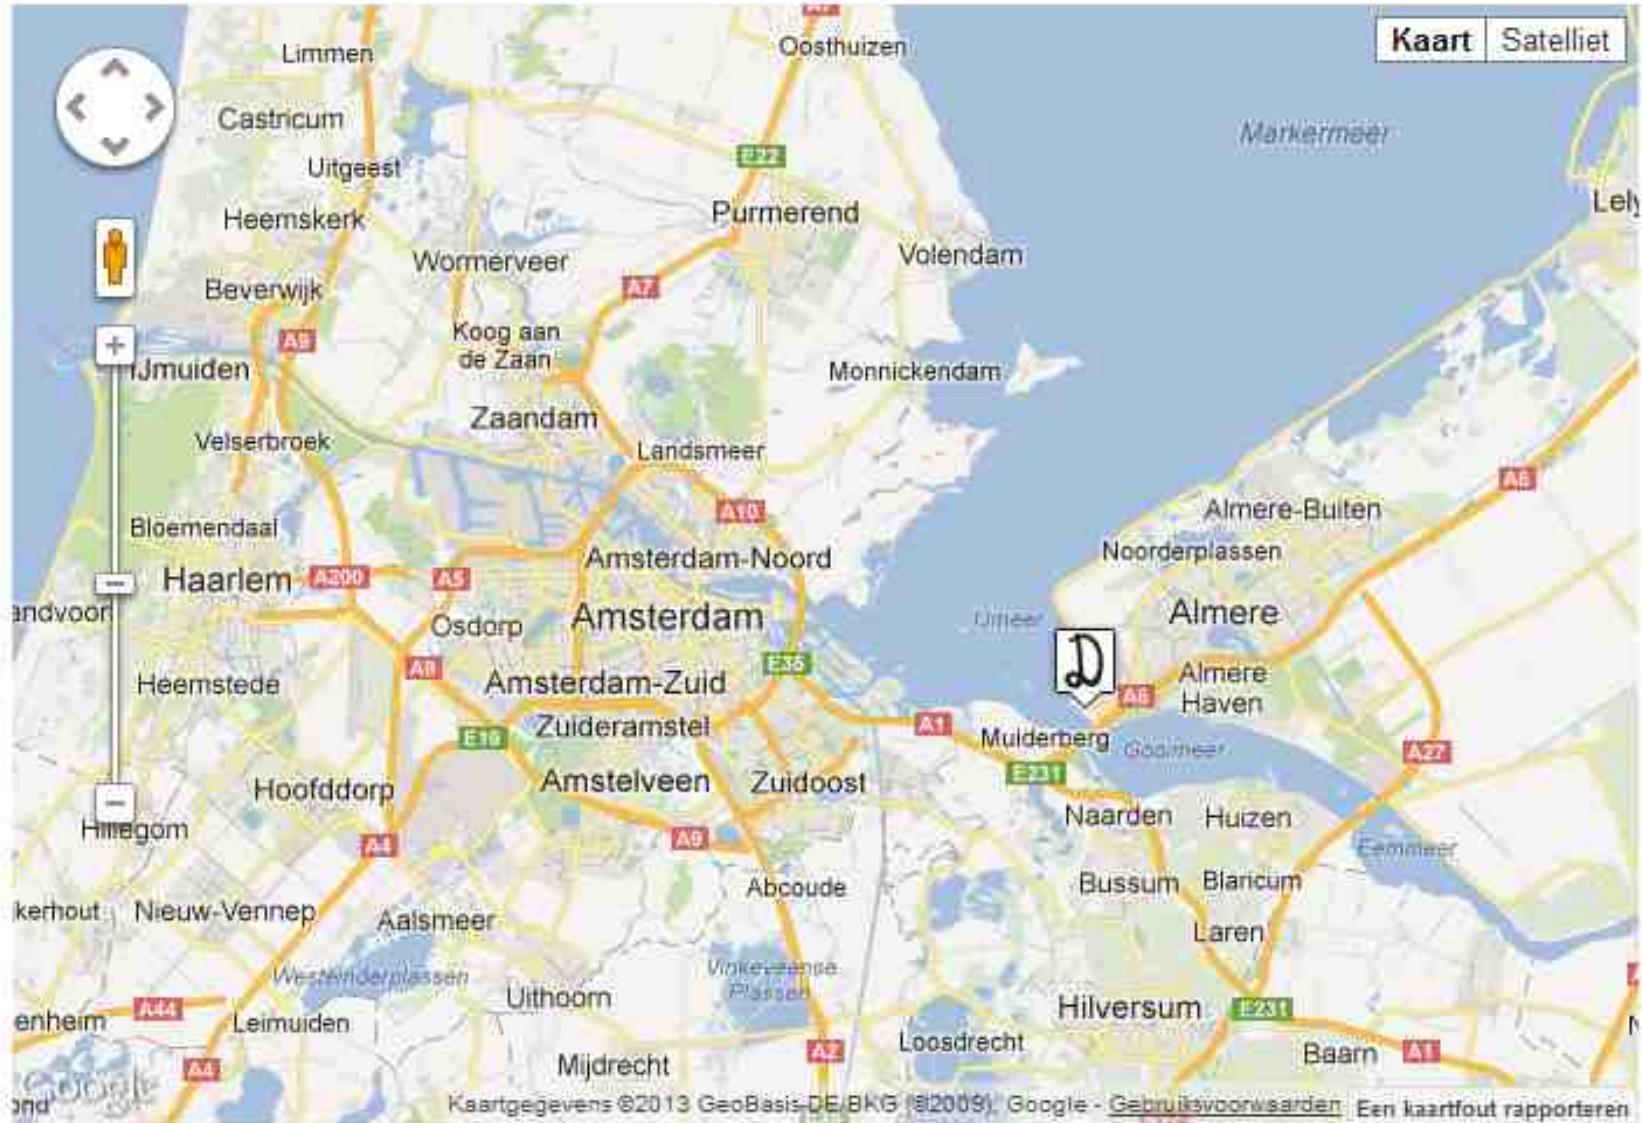 A7
Limmen
Oosthuizen
Kaart Satelliet
Castricum
Markermeer
Uitgeest
E22
Lely
Heemskerk
Purmerend
Wormerveer
Volendam
Beverwijk
A7
Koog aan
de Zaan
A9
IJmuiden
Monnickendam
Zaandam
Velserbroek
Landsmeer
A6
A10
Almere-Buiten
Bloemendaal
Noorderplassen
Amsterdam-Noord
Haarlem A200 A5
andvoor
Amsterdam
Almere
IJmeer
Osdorp
D
E35
A9
Heemstede
Amsterdam-Zuid
Almere
Haven
A6
Zuideramstel
A1
E19
Muiderberg
Gooimeer
A27
E231
Amstelveen
Zuidoost
Hoofddorp
Naarden
Huizen
Hillegom
A9
A4
Eemmeer
Abcoude
Bussum
Blaricum
kerhout
Nieuw-Vennep
Aalsmeer
Laren
Westeinderplassen
Vinkeveense
Plassen
Uithoorn
Hilversum E231
A44
enheim
Leimuiden
Loosdrecht
Mijdrecht
A2
Baarn A1
A4
Google
ond
Kaartgegevens ©2013 GeoBasis-DE/BKG (©2009), Google - Gebruiksvoorwaarden Een kaartfout rapporteren